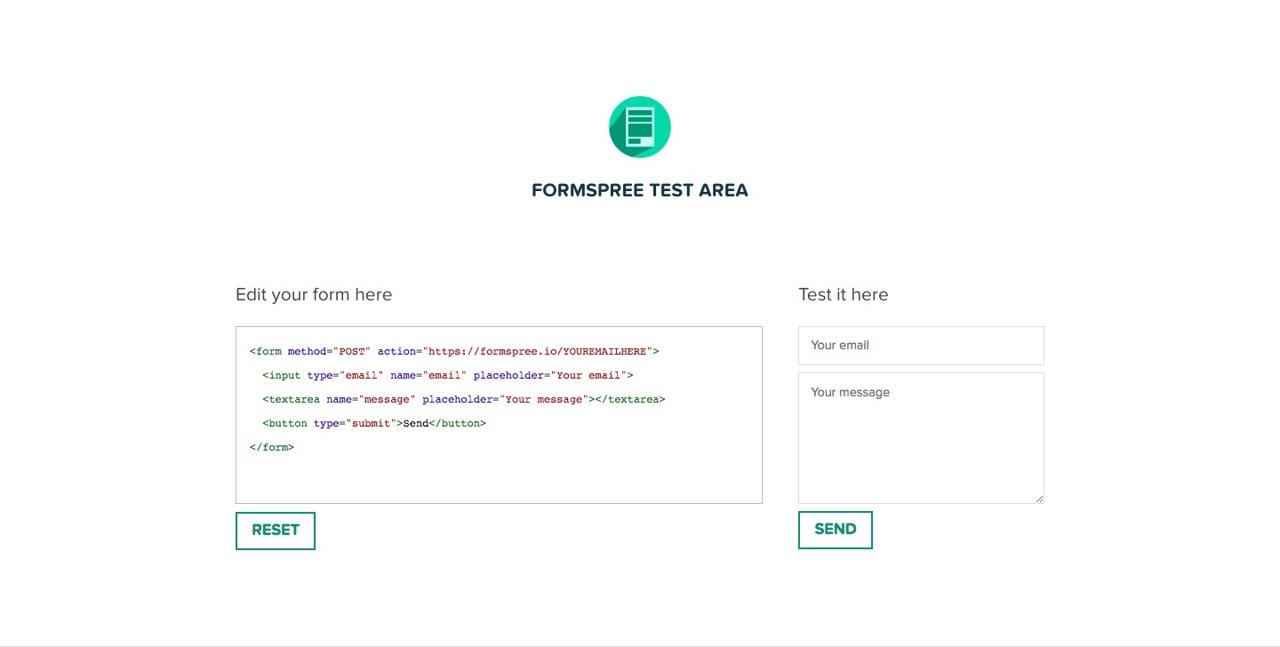 FORMSPREE TEST AREA
Edit your form here
<form method="POST" action="https://formspree.io/YOUREMAILHERE">
  <input type="email" name="email" placeholder="Your email">
  <textarea name="message" placeholder="Your message"></textarea>
  <button type="submit">Send</button>
</form>
RESET
Test it here
Your email
Your message
SEND